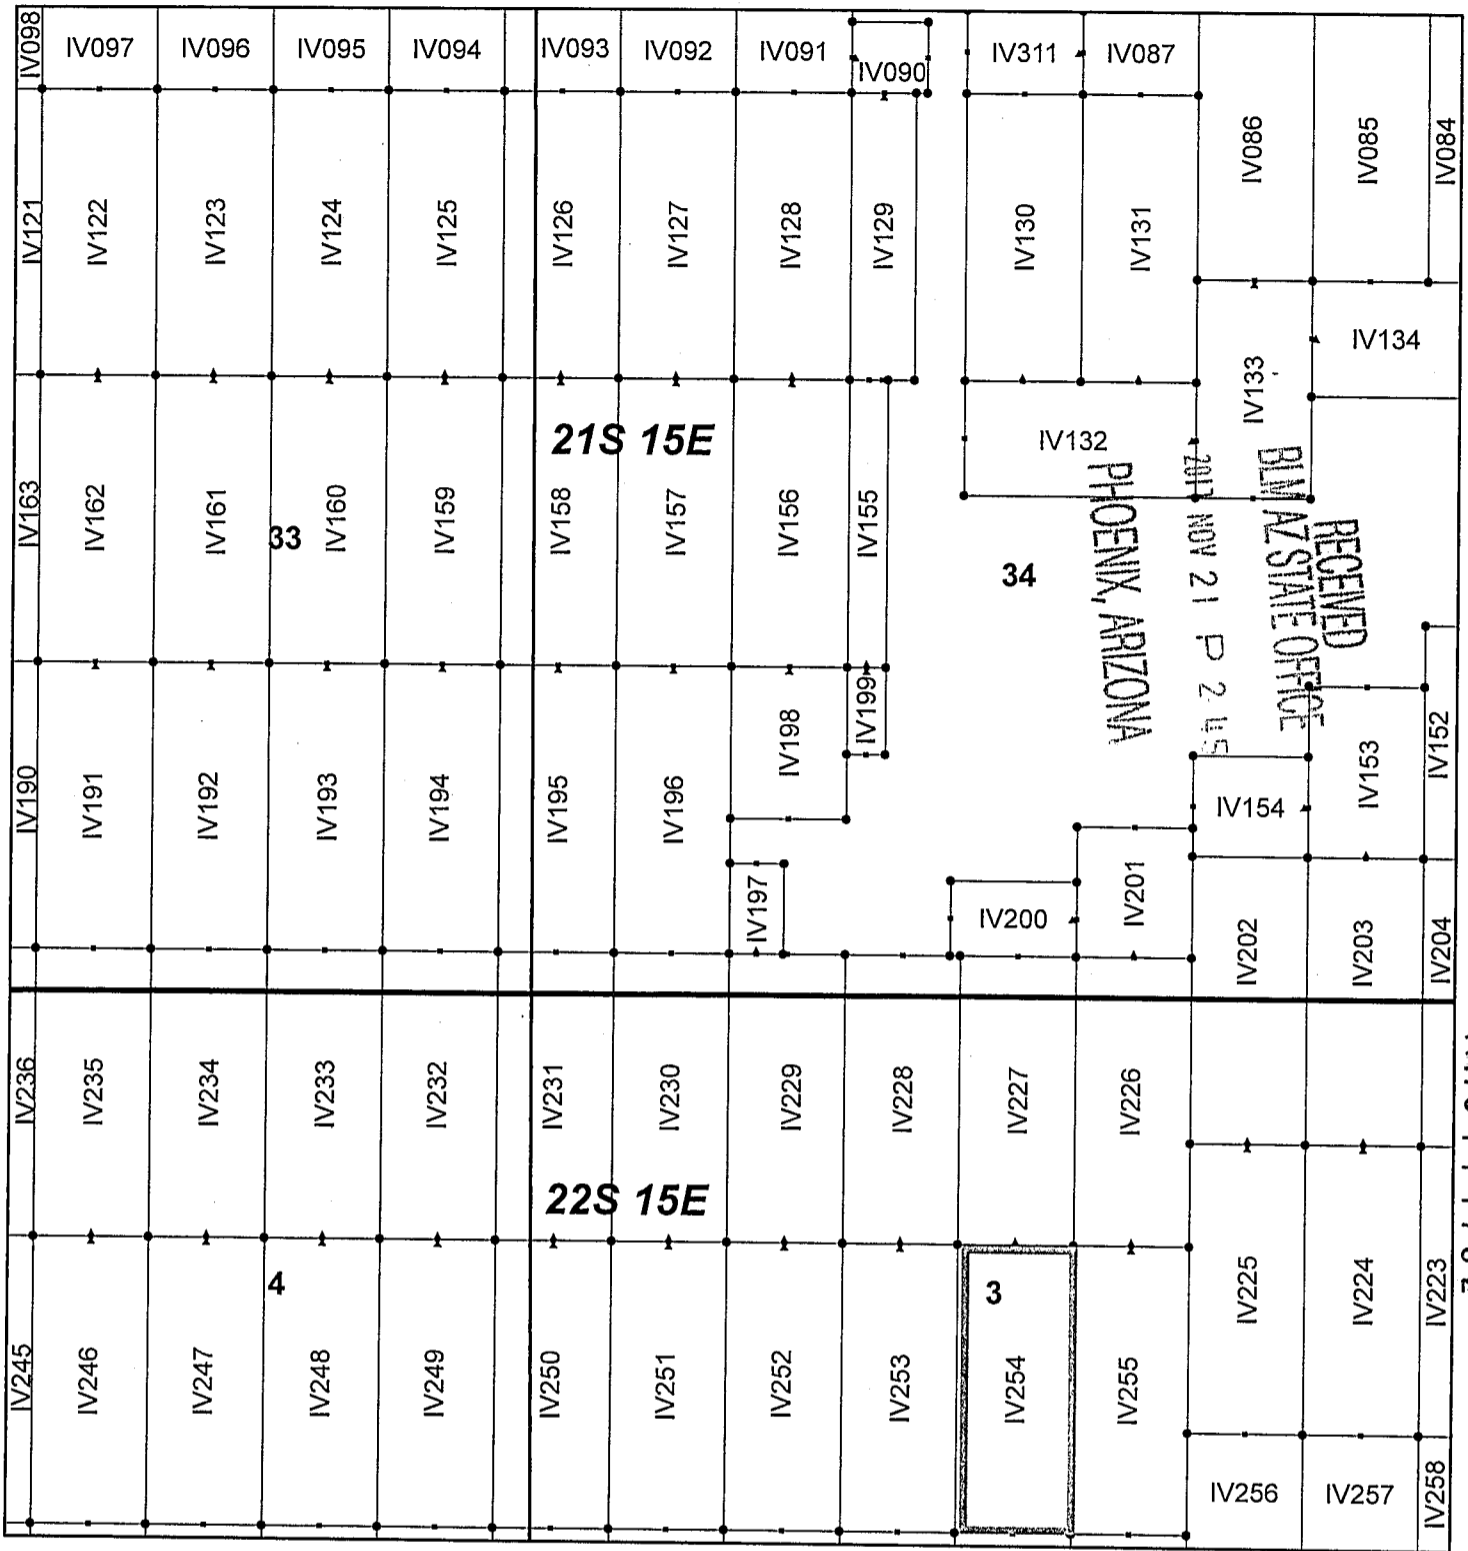 IV098 IV097 IV096 IV095 IV094 IV093 IV092 IV091 IV090 IV311 IV087
IV086 IV085 IV084
IV121 IV122 IV123 IV124 IV125 IV126 IV127 IV128 IV129 IV130 IV131
IV133 IV134
21S 15E
IV132
IV163 IV162 IV161 33 IV160 IV159 IV158 IV157 IV156 IV155
34
RECEIVED
BLM AZ STATE OFFICE
NOV 21 P 2
PHOENIX, ARIZONA
IV199 IV198
IV190 IV191 IV192 IV193 IV194 IV195 IV196
IV154 IV153 IV152
IV197 IV200 IV201 IV202 IV203 IV204
IV236 IV235 IV234 IV233 IV232 IV231 IV230 IV229 IV228 IV227 IV226
22S 15E
4
3
IV225 IV224 IV223
IV245 IV246 IV247 IV248 IV249 IV250 IV251 IV252 IV253 IV254 IV255
IV256 IV257 IV258